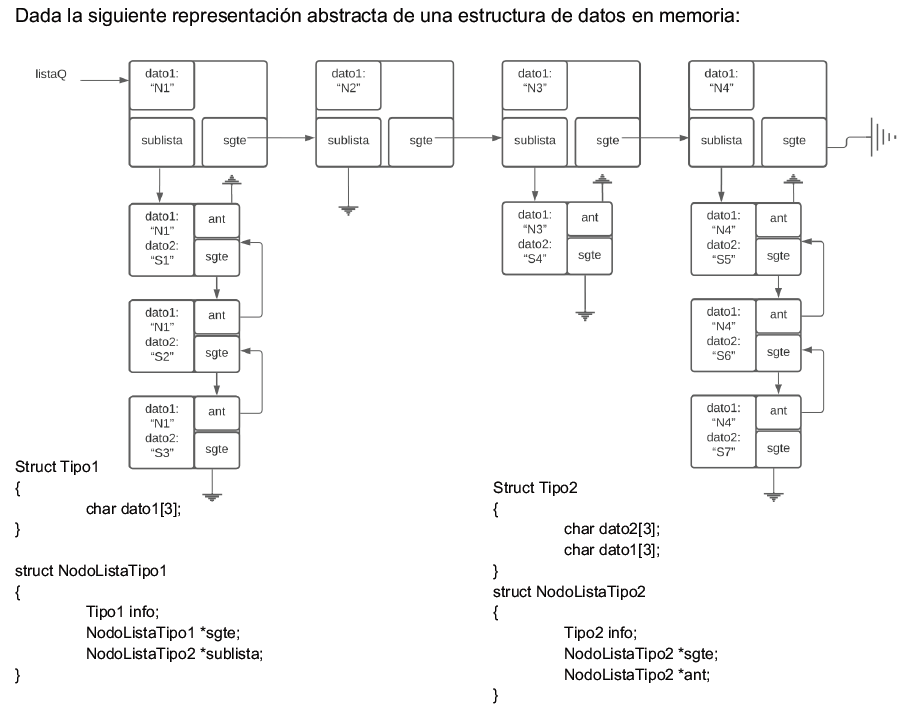 Dada la siguiente representación abstracta de una estructura de datos en memoria:
listaQ
dato1:
“N1”
sublista
sgte
dato1:
“N2”
sublista
sgte
dato1:
“N3”
sublista
sgte
dato1:
“N4”
sublista
sgte
dato1:
“N1”
dato2:
“S1”
ant
sgte
dato1:
“N1”
dato2:
“S2”
ant
sgte
dato1:
“N1”
dato2:
“S3”
ant
sgte
dato1:
“N3”
dato2:
“S4”
ant
sgte
dato1:
“N4”
dato2:
“S5”
ant
sgte
dato1:
“N4”
dato2:
“S6”
ant
sgte
dato1:
“N4”
dato2:
“S7”
ant
sgte
Struct Tipo1
{
char dato1[3];
}
struct NodoListaTipo1
{
Tipo1 info;
NodoListaTipo1 *sgte;
NodoListaTipo2 *sublista;
}
Struct Tipo2
{
char dato2[3];
char dato1[3];
}
struct NodoListaTipo2
{
Tipo2 info;
NodoListaTipo2 *sgte;
NodoListaTipo2 *ant;
}